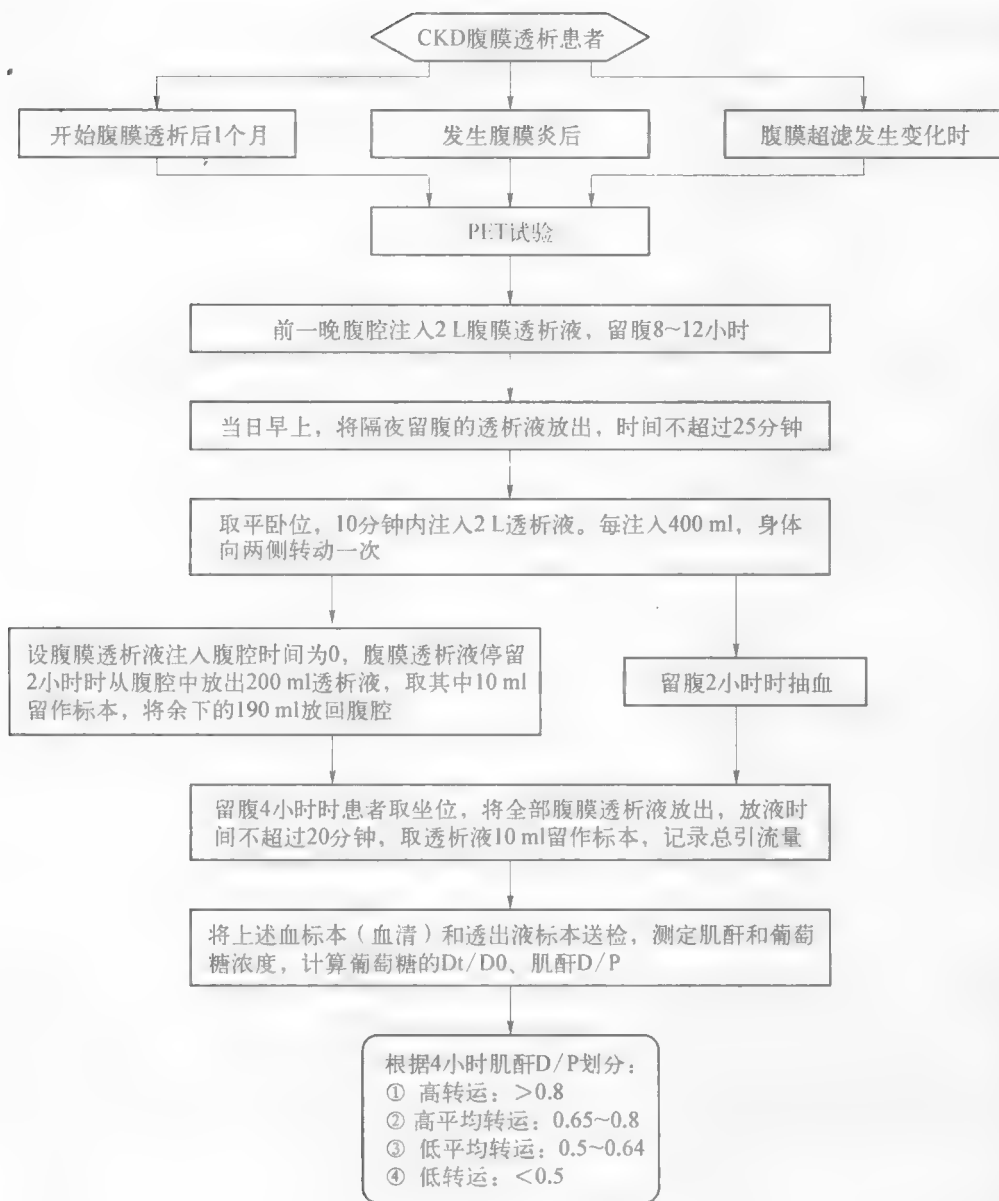 CKD腹膜透析患者
开始腹膜透析后1个月
发生腹膜炎后
腹膜超滤发生变化时
PET试验
前一晚腹腔注入2 L腹膜透析液，留腹8~12小时
当日早上，将隔夜留腹的透析液放出，时间不超过25分钟
取平卧位，10分钟内注入2 L透析液。每注入400 ml，身体
向两侧转动一次
设腹膜透析液注入腹腔时间为0，腹膜透析液停留
2小时时从腹腔中放出200 ml透析液，取其中10 ml
留作标本，将余下的190 ml放回腹腔
留腹2小时时抽血
留腹4小时时患者取坐位，将全部腹膜透析液放出，放液时
间不超过20分钟，取透析液10 ml留作标本，记录总引流量
将上述血标本（血清）和透出液标本送检，测定肌酐和葡萄
糖浓度，计算葡萄糖的Dt/D0、肌酐D/P
根据4小时肌酐D/P划分：
① 高转运：>0.8
② 高平均转运：0.65~0.8
③ 低平均转运：0.5~0.64
④ 低转运：<0.5